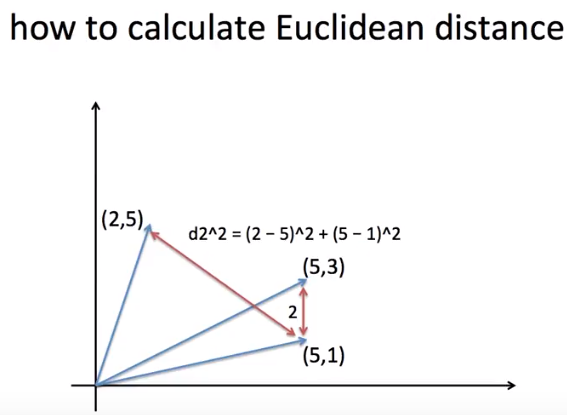 how to calculate Euclidean distance
(2,5)
d2^2 = (2 − 5)^2 + (5 − 1)^2
(5,3)
2
(5,1)